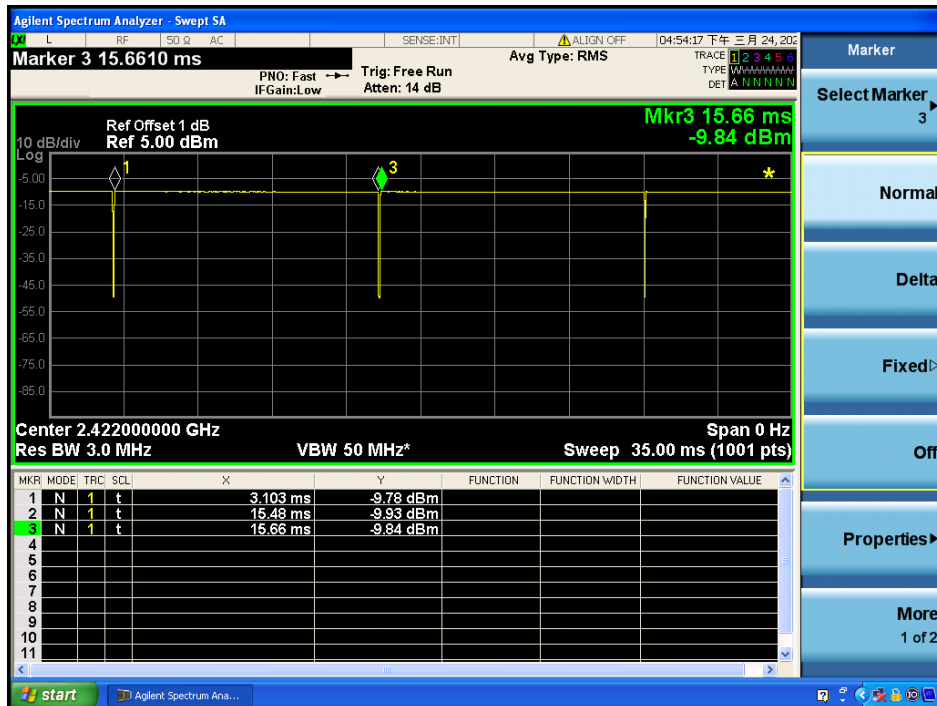 Agilent Spectrum Analyzer - Swept SA
LXI L RF 50 Ω AC SENSE:INT ALIGN OFF 04:54:17 下午 三月 24, 202
Marker 3 15.6610 ms
PNO: Fast
IFGain:Low
Trig: Free Run
Atten: 14 dB
Avg Type: RMS
TRACE 1 2 3 4 5 6
TYPE WWWWWW
DET A N N N N N
Mkr3 15.66 ms
-9.84 dBm
Ref Offset 1 dB
10 dB/div Ref 5.00 dBm
Log
1
3
*
-5.00
-15.0
-25.0
-35.0
-45.0
-55.0
-65.0
-75.0
-85.0
Center 2.422000000 GHz Span 0 Hz
Res BW 3.0 MHz VBW 50 MHz* Sweep 35.00 ms (1001 pts)
MKR MODE TRC SCL X Y FUNCTION FUNCTION WIDTH FUNCTION VALUE
1 N 1 t 3.103 ms -9.78 dBm
2 N 1 t 15.48 ms -9.93 dBm
3 N 1 t 15.66 ms -9.84 dBm
4
5
6
7
8
9
10
11
Marker
Select Marker
3
Normal
Delta
Fixed
Off
Properties
More
1 of 2
start Agilent Spectrum Ana...